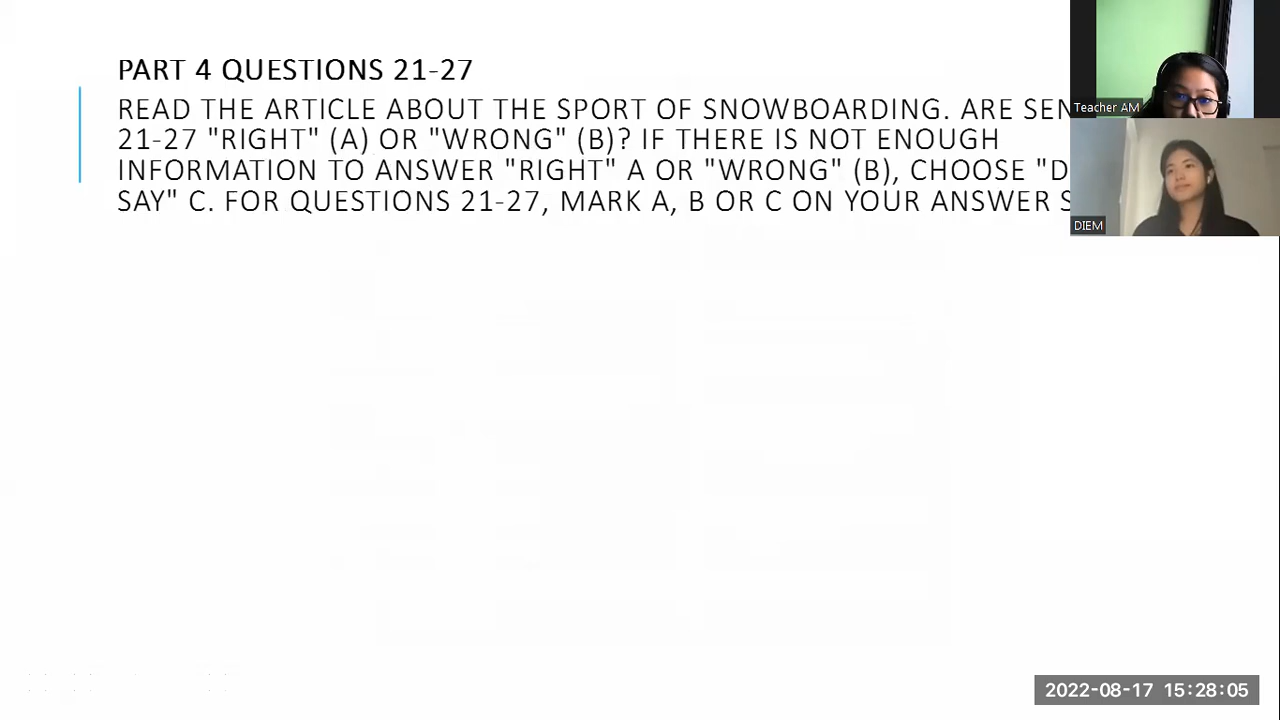 PART 4 QUESTIONS 21-27
READ THE ARTICLE ABOUT THE SPORT OF SNOWBOARDING. ARE
21-27 "RIGHT" (A) OR "WRONG" (B)? IF THERE IS NOT ENOUGH
INFORMATION TO ANSWER "RIGHT" A OR "WRONG" (B), CHOOSE
SAY" C. FOR QUESTIONS 21-27, MARK A, B OR C ON YOUR ANSWER
Teacher AM
DIEM
2022-08-17 15:28:05